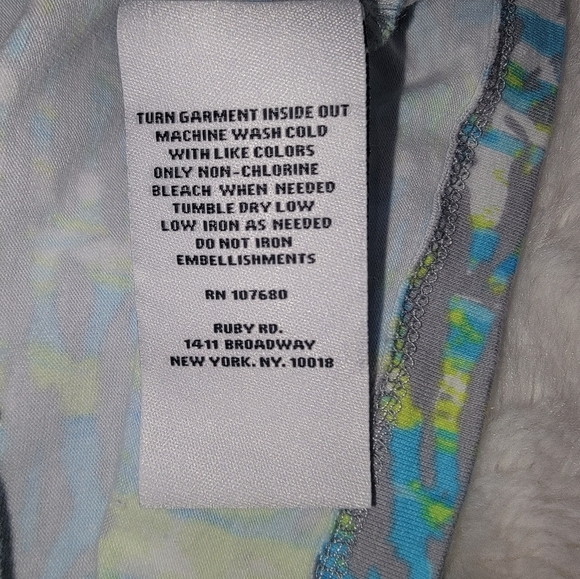 TURN GARMENT INSIDE OUT
MACHINE WASH COLD
WITH LIKE COLORS
ONLY NON-CHLORINE
BLEACH WHEN NEEDED
TUMBLE DRY LOW
LOW IRON AS NEEDED
DO NOT IRON
EMBELLISHMENTS
RN 107680
RUBY RD.
1411 BROADWAY
NEW YORK. NY. 10018